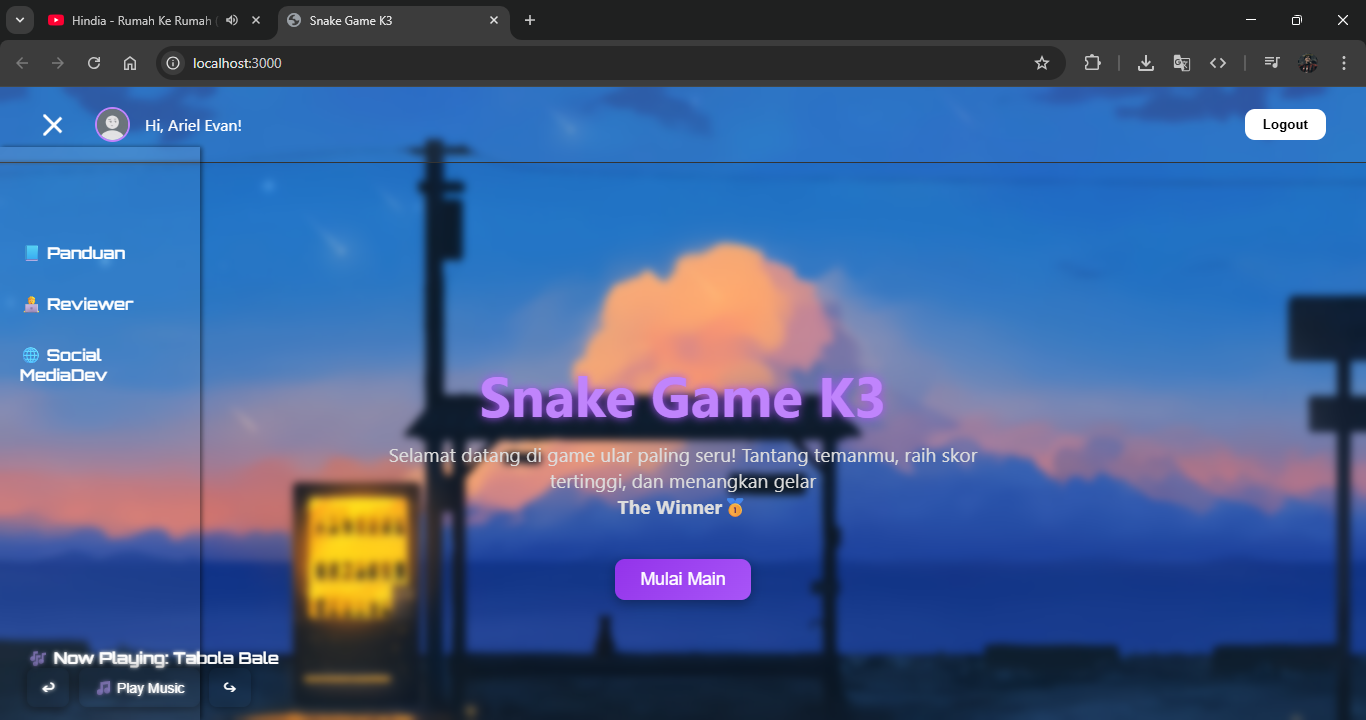 Hindia - Rumah Ke Rumah (
Snake Game K3
localhost:3000
Hi, Ariel Evan!
Logout
📘 Panduan
🧑‍💻 Reviewer
🌐 Social
MediaDev
Snake Game K3
Selamat datang di game ular paling seru! Tantang temanmu, raih skor
tertinggi, dan menangkan gelar
The Winner🏅
Mulai Main
🎶 Now Playing: Tabola Bale
↩ 🎵 Play Music ↪